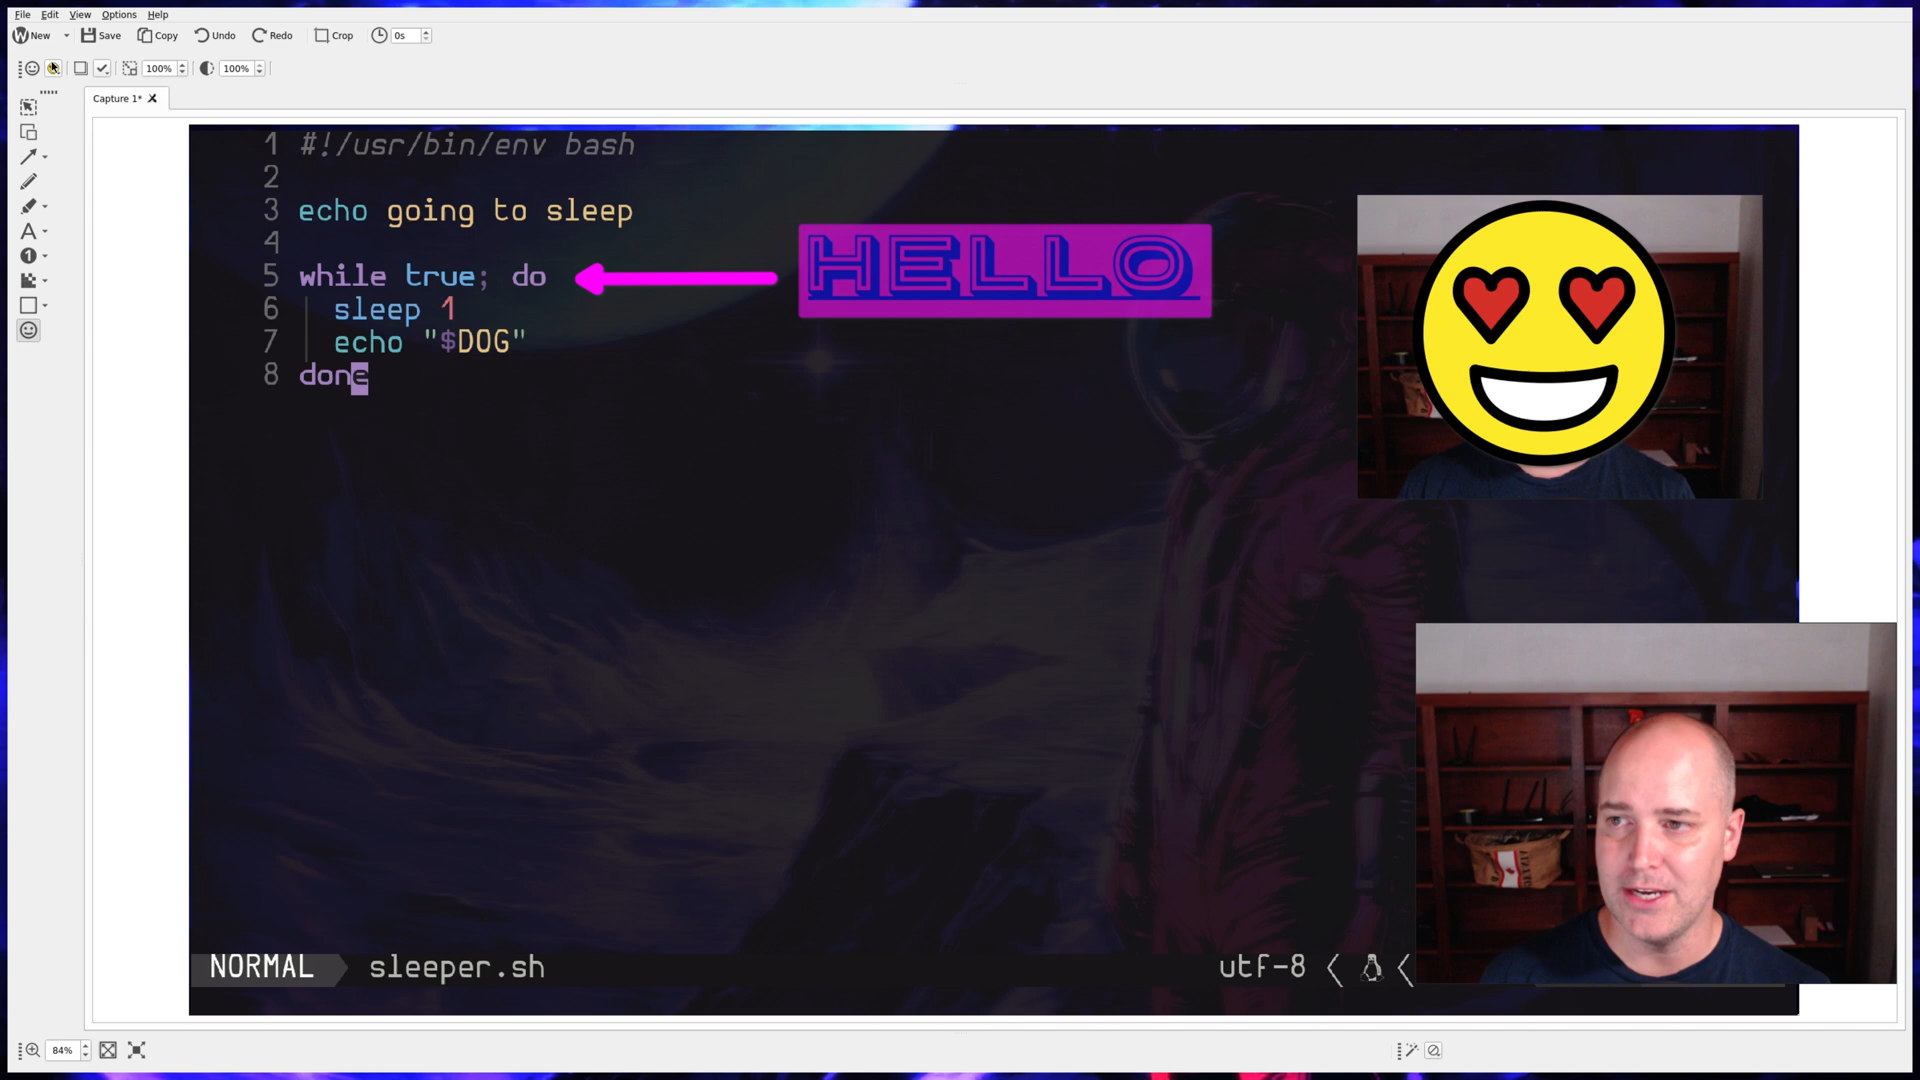 File Edit View Options Help
New Save Copy Undo Redo Crop 0s
100% 100%
Capture 1*
1 #!/usr/bin/env bash
2
3 echo going to sleep
4
5 while true; do
HELLO
6 sleep 1
7 echo "$DOG"
8 done
NORMAL sleeper.sh utf-8
84%